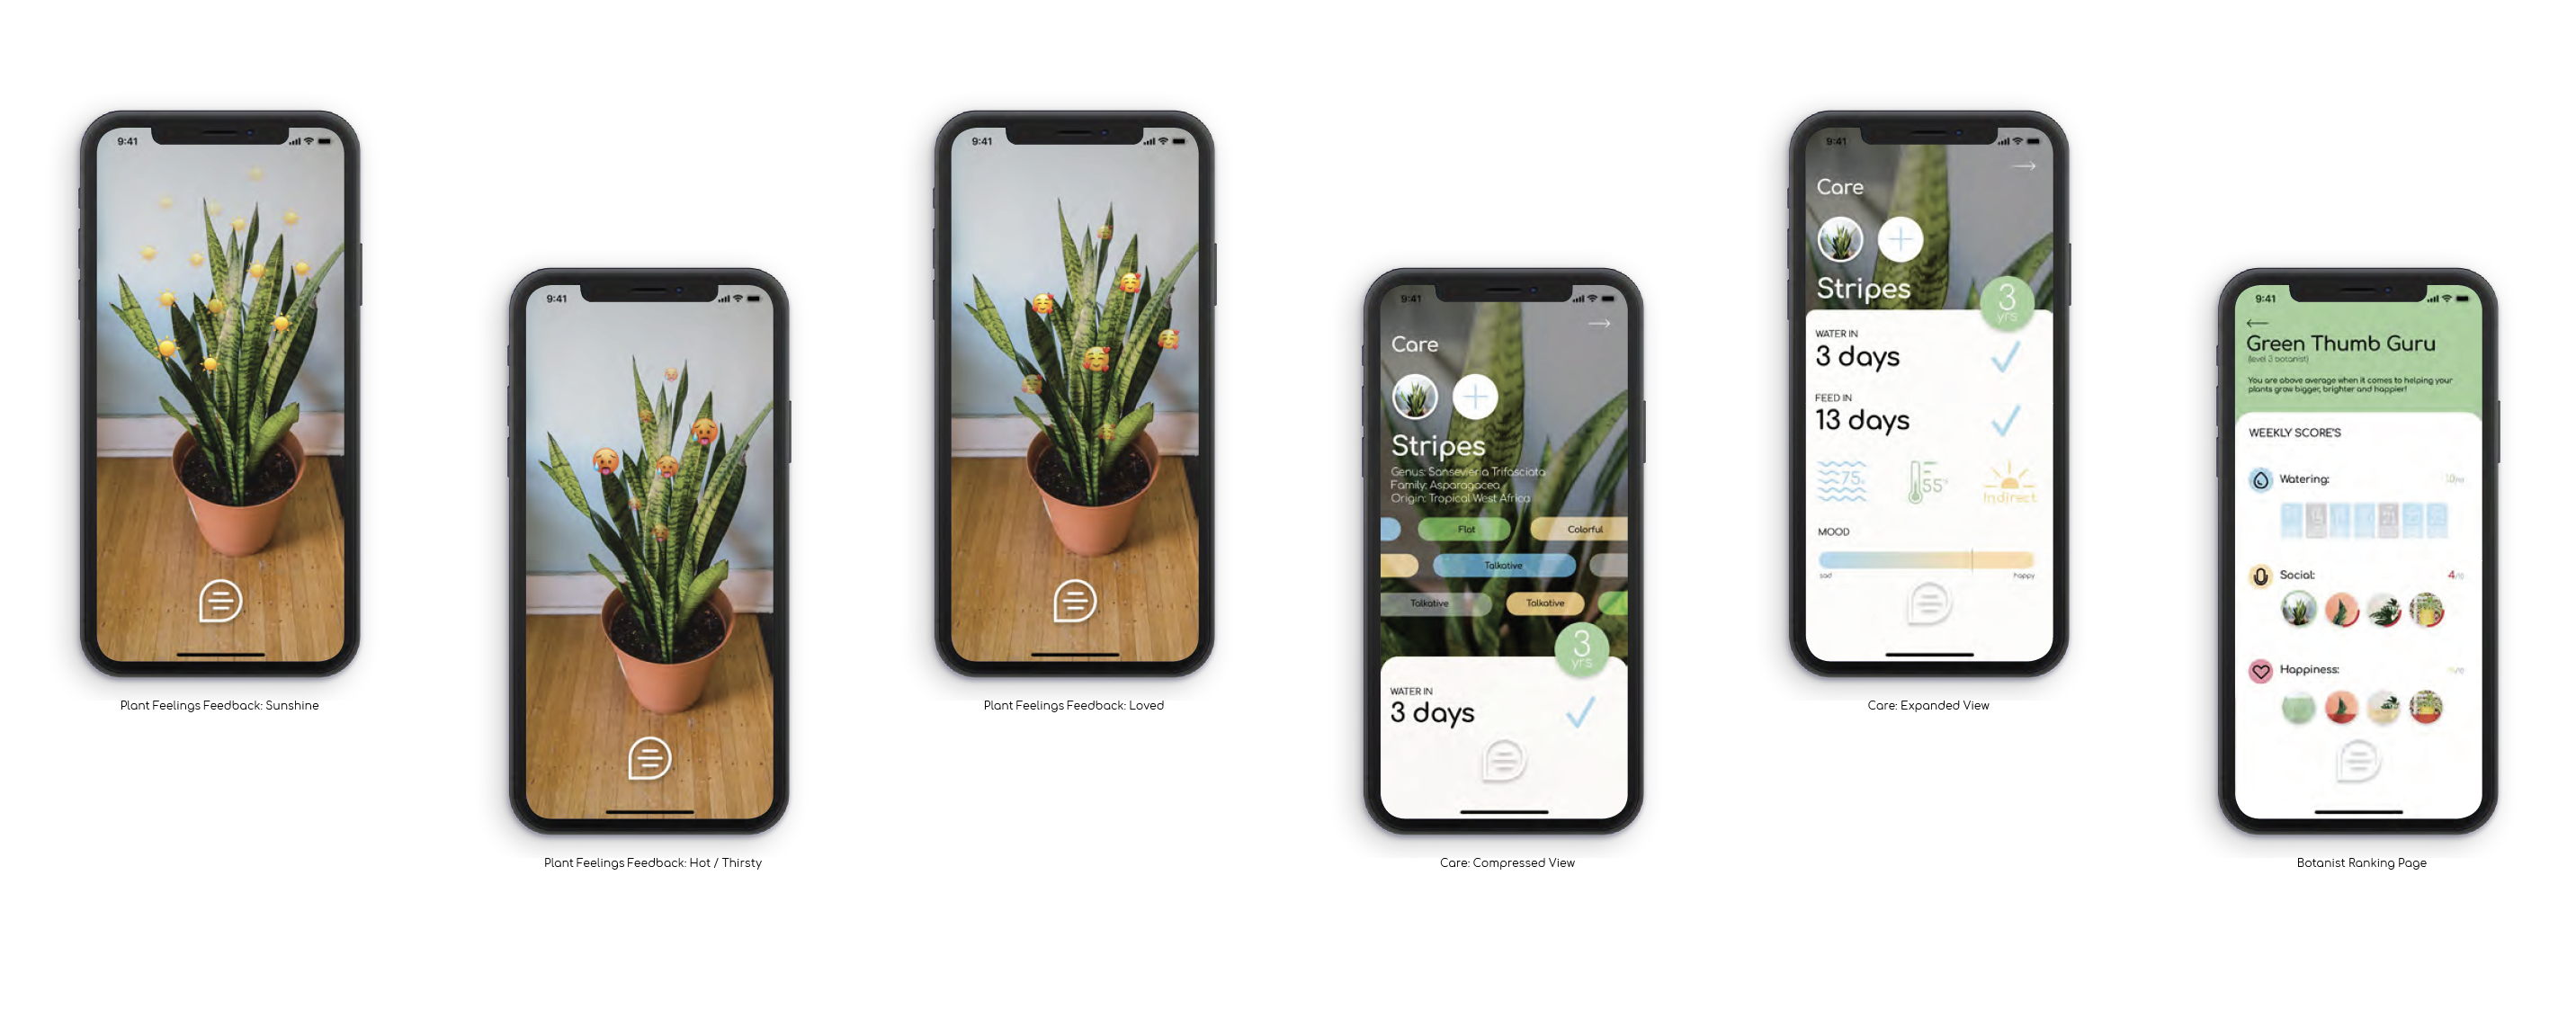 9:41
Plant Feelings Feedback: Sunshine
9:41
Plant Feelings Feedback: Hot / Thirsty
9:41
Plant Feelings Feedback: Loved
9:41
Care
Stripes
Genus: Sansevieria Trifasciata
Family: Asparagacea
Origin: Tropical West Africa
Flat
Colorful
Talkative
Talkative
Talkative
3
yrs
WATER IN
3 days
Care: Compressed View
9:41
Care
Stripes
3
yrs
WATER IN
3 days
FEED IN
13 days
75
55°
Indirect
MOOD
sad
happy
Care: Expanded View
9:41
Green Thumb Guru
(level 3 botanist)
You are above average when it comes to helping your
plants grow bigger, brighter and happier!
WEEKLY SCORE'S
Watering:
Social:
4
Happiness:
Botanist Ranking Page